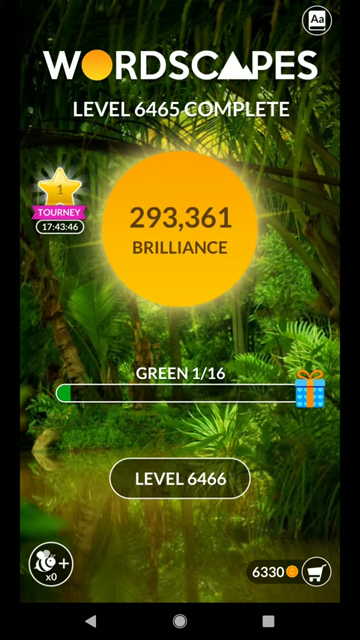 Aa
WORDSCAPES
LEVEL 6465 COMPLETE
1
TOURNEY
17:43:46
293,361
BRILLIANCE
GREEN 1/16
LEVEL 6466
+
x0
6330